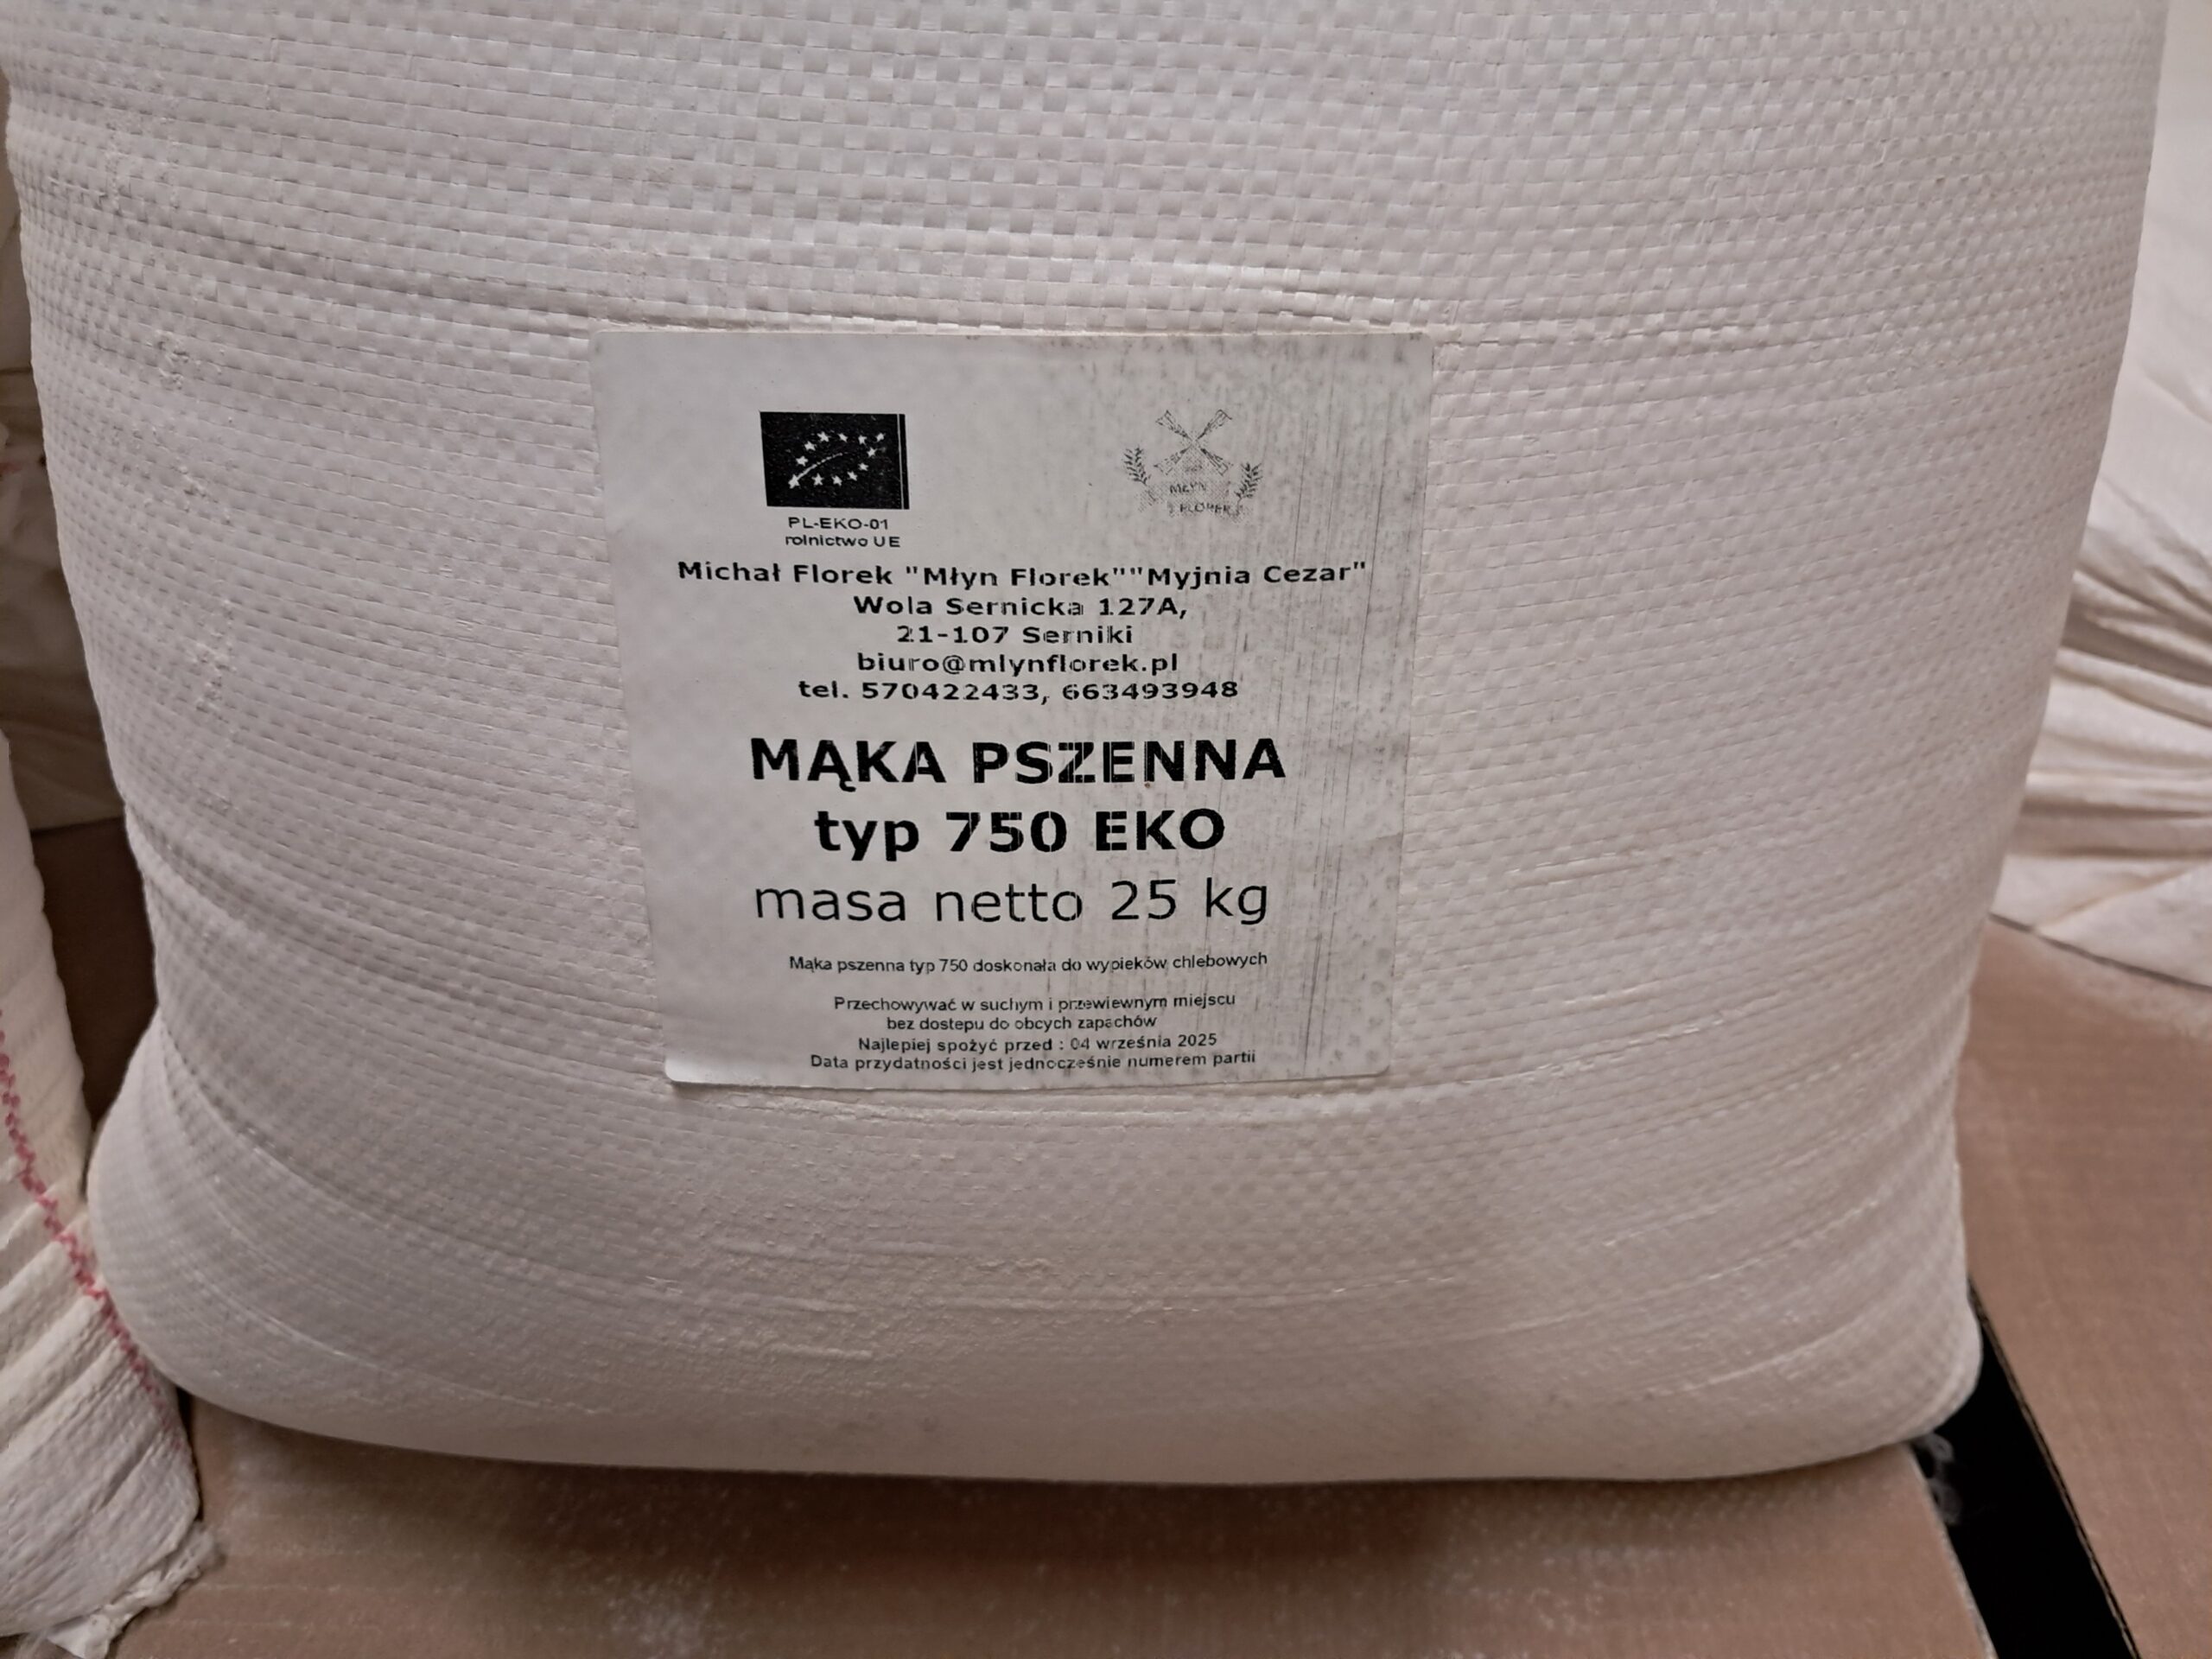 PL-EKO-01
rolnictwo UE
MŁYN
FLOREK
Michał Florek "Młyn Florek""Myjnia Cezar"
Wola Sernicka 127A,
21-107 Serniki
biuro@mlynflorek.pl
tel. 570422433, 663493948
MĄKA PSZENNA
typ 750 EKO
masa netto 25 kg
Mąka pszenna typ 750 doskonała do wypieków chlebowych
Przechowywać w suchym i przewiewnym miejscu
bez dostepu do obcych zapachów
Najlepiej spożyć przed : 04 września 2025
Data przydatności jest jednocześnie numerem partii